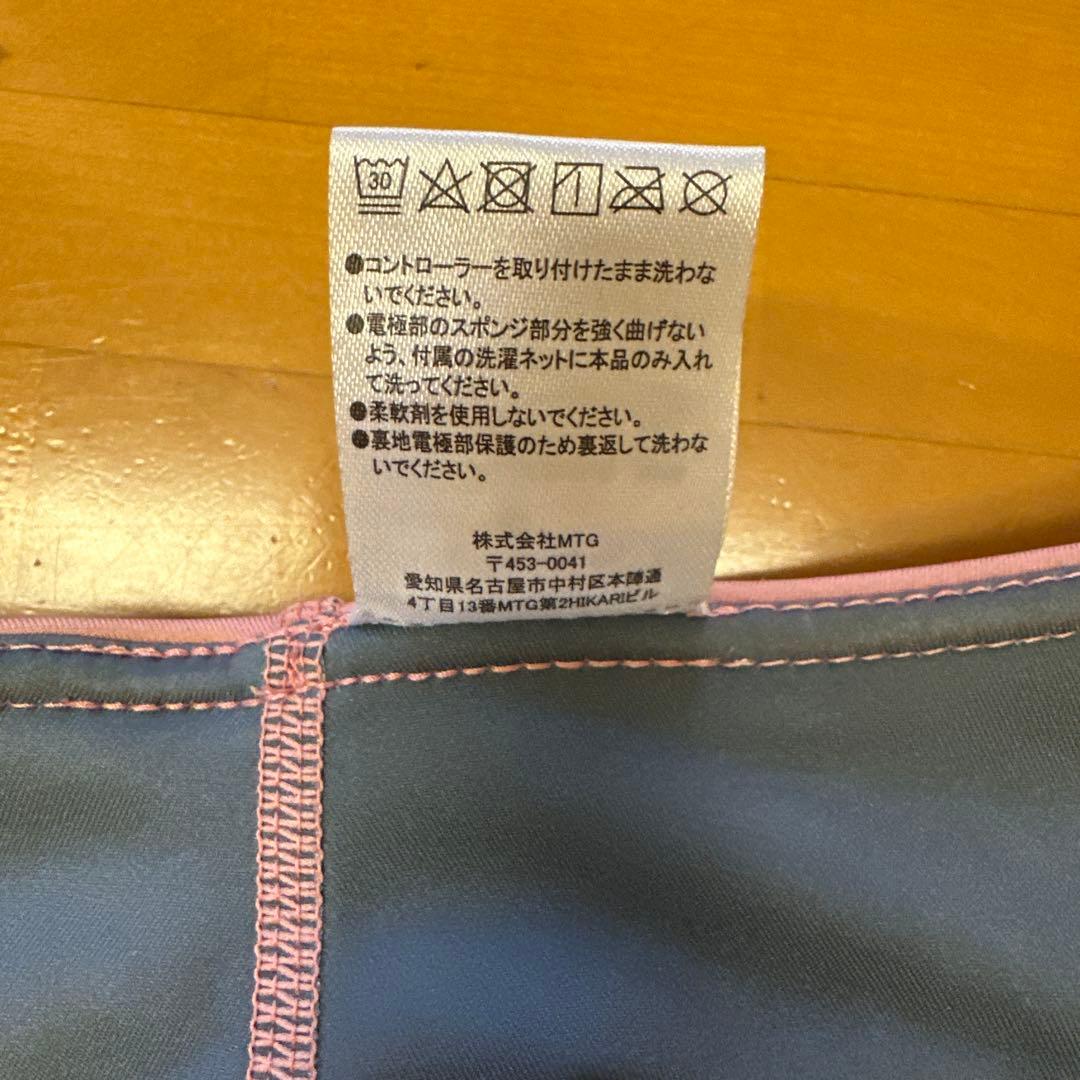 30
●コントローラーを取り付けたまま洗わな
いでください。
●電極部のスポンジ部分を強く曲げない
よう、付属の洗濯ネットに本品のみ入れ
て洗ってください。
●柔軟剤を使用しないでください。
●裏地電極部保護のため裏返して洗わな
いでください。
株式会社MTG
〒453-0041
愛知県名古屋市中村区本陣通
4丁目13番MTG第2HIKARIビル